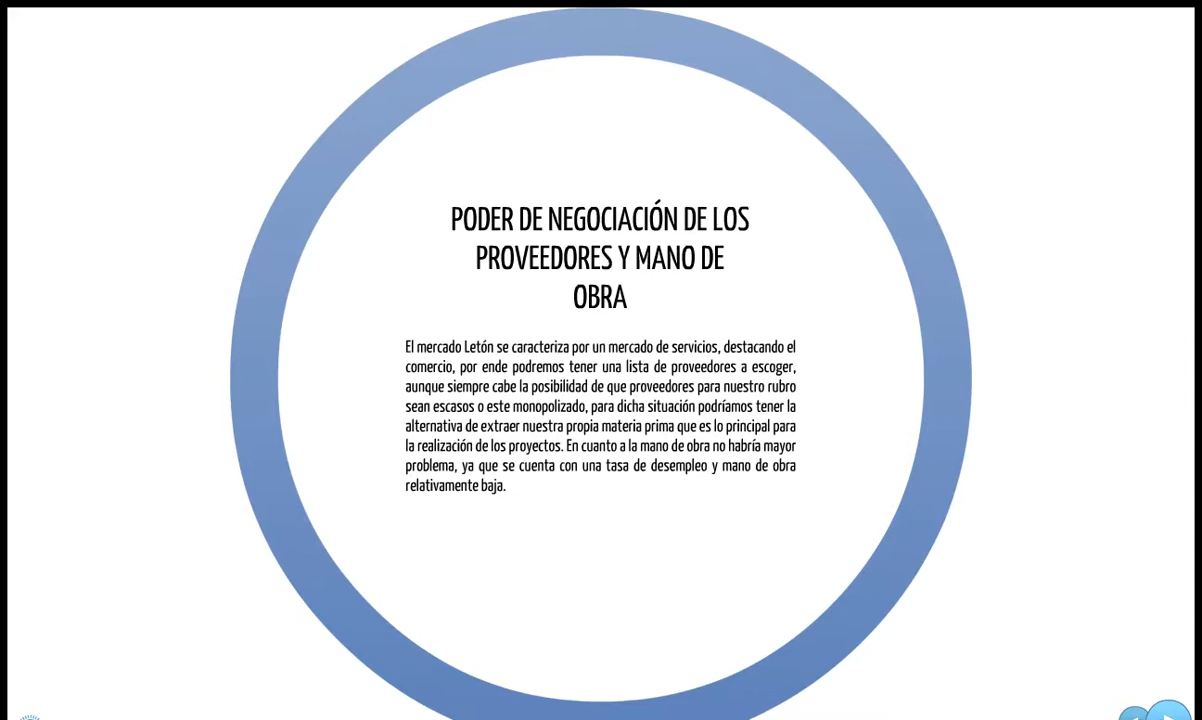 PODER DE NEGOCIACIÓN DE LOS
PROVEEDORES Y MANO DE
OBRA
El mercado Letón se caracteriza por un mercado de servicios, destacando el
comercio, por ende podremos tener una lista de proveedores a escoger,
aunque siempre cabe la posibilidad de que proveedores para nuestro rubro
sean escasos o este monopolizado, para dicha situación podríamos tener la
alternativa de extraer nuestra propia materia prima que es lo principal para
la realización de los proyectos. En cuanto a la mano de obra no habría mayor
problema, ya que se cuenta con una tasa de desempleo y mano de obra
relativamente baja.